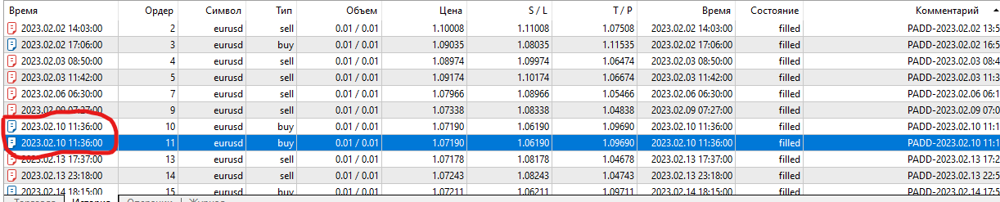 Время Ордер Символ Тип Объем Цена S / L T / P Время Состояние Комментарий
2023.02.02 14:03:00 2 eurusd sell 0.01 / 0.01 1.10008 1.11008 1.07508 2023.02.02 14:03:00 filled PADD-2023.02.02 13:5
2023.02.02 17:06:00 3 eurusd buy 0.01 / 0.01 1.09035 1.08035 1.11535 2023.02.02 17:06:00 filled PADD-2023.02.02 16:5
2023.02.03 08:50:00 4 eurusd sell 0.01 / 0.01 1.08974 1.09974 1.06474 2023.02.03 08:50:00 filled PADD-2023.02.03 08:4
2023.02.03 11:42:00 5 eurusd sell 0.01 / 0.01 1.09174 1.10174 1.06674 2023.02.03 11:42:00 filled PADD-2023.02.03 11:3
2023.02.06 06:30:00 7 eurusd sell 0.01 / 0.01 1.07966 1.08966 1.05466 2023.02.06 06:30:00 filled PADD-2023.02.06 06:1
2023.02.09 07:27:00 9 eurusd sell 0.01 / 0.01 1.07338 1.08338 1.04838 2023.02.09 07:27:00 filled PADD-2023.02.09 07:0
2023.02.10 11:36:00 10 eurusd buy 0.01 / 0.01 1.07190 1.06190 1.09690 2023.02.10 11:36:00 filled PADD-2023.02.10 11:1
2023.02.10 11:36:00 11 eurusd buy 0.01 / 0.01 1.07190 1.06190 1.09690 2023.02.10 11:36:00 filled PADD-2023.02.10 11:1
2023.02.13 17:37:00 13 eurusd sell 0.01 / 0.01 1.07178 1.08178 1.04678 2023.02.13 17:37:00 filled PADD-2023.02.13 17:2
2023.02.13 23:18:00 14 eurusd sell 0.01 / 0.01 1.07243 1.08243 1.04743 2023.02.13 23:18:00 filled PADD-2023.02.13 22:5
2023.02.14 18:15:00 15 eurusd buy 0.01 / 0.01 1.07211 1.06211 1.09711 2023.02.14 18:15:00 filled PADD-2023.02.14 17:5
Торговля История Операции Журнал